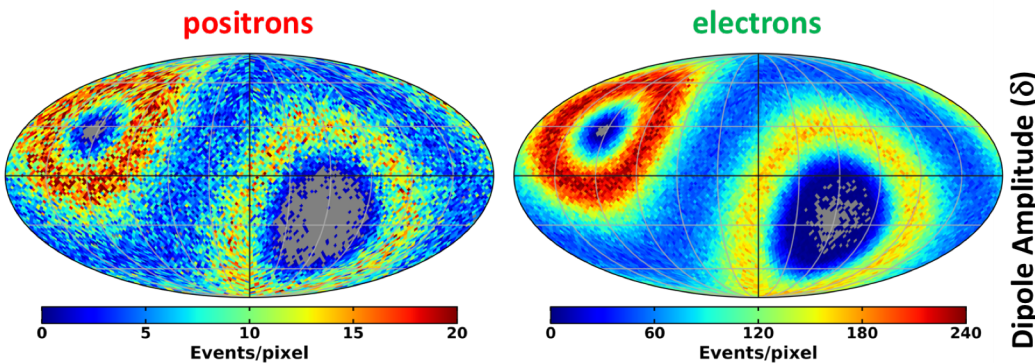 positrons
electrons
0 5 10 15 20
Events/pixel
0 60 120 180 240
Events/pixel
Dipole Amplitude (δ)